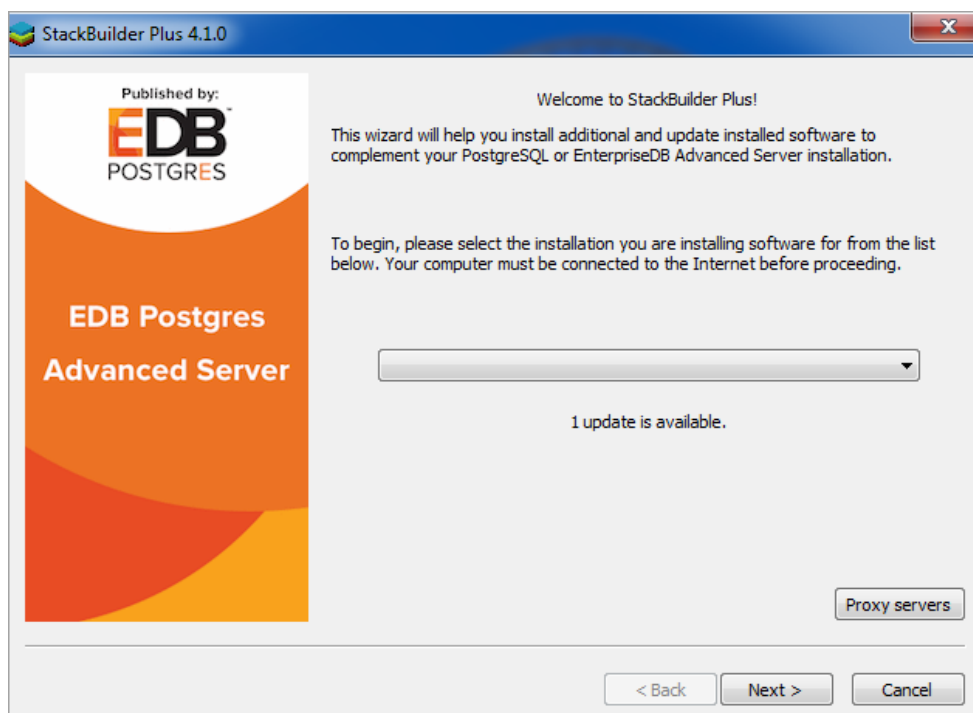 StackBuilder Plus 4.1.0
Published by:
EDB™
POSTGRES
EDB Postgres
Advanced Server
Welcome to StackBuilder Plus!
This wizard will help you install additional and update installed software to
complement your PostgreSQL or EnterpriseDB Advanced Server installation.
To begin, please select the installation you are installing software for from the list
below. Your computer must be connected to the Internet before proceeding.
1 update is available.
Proxy servers
< Back
Next >
Cancel